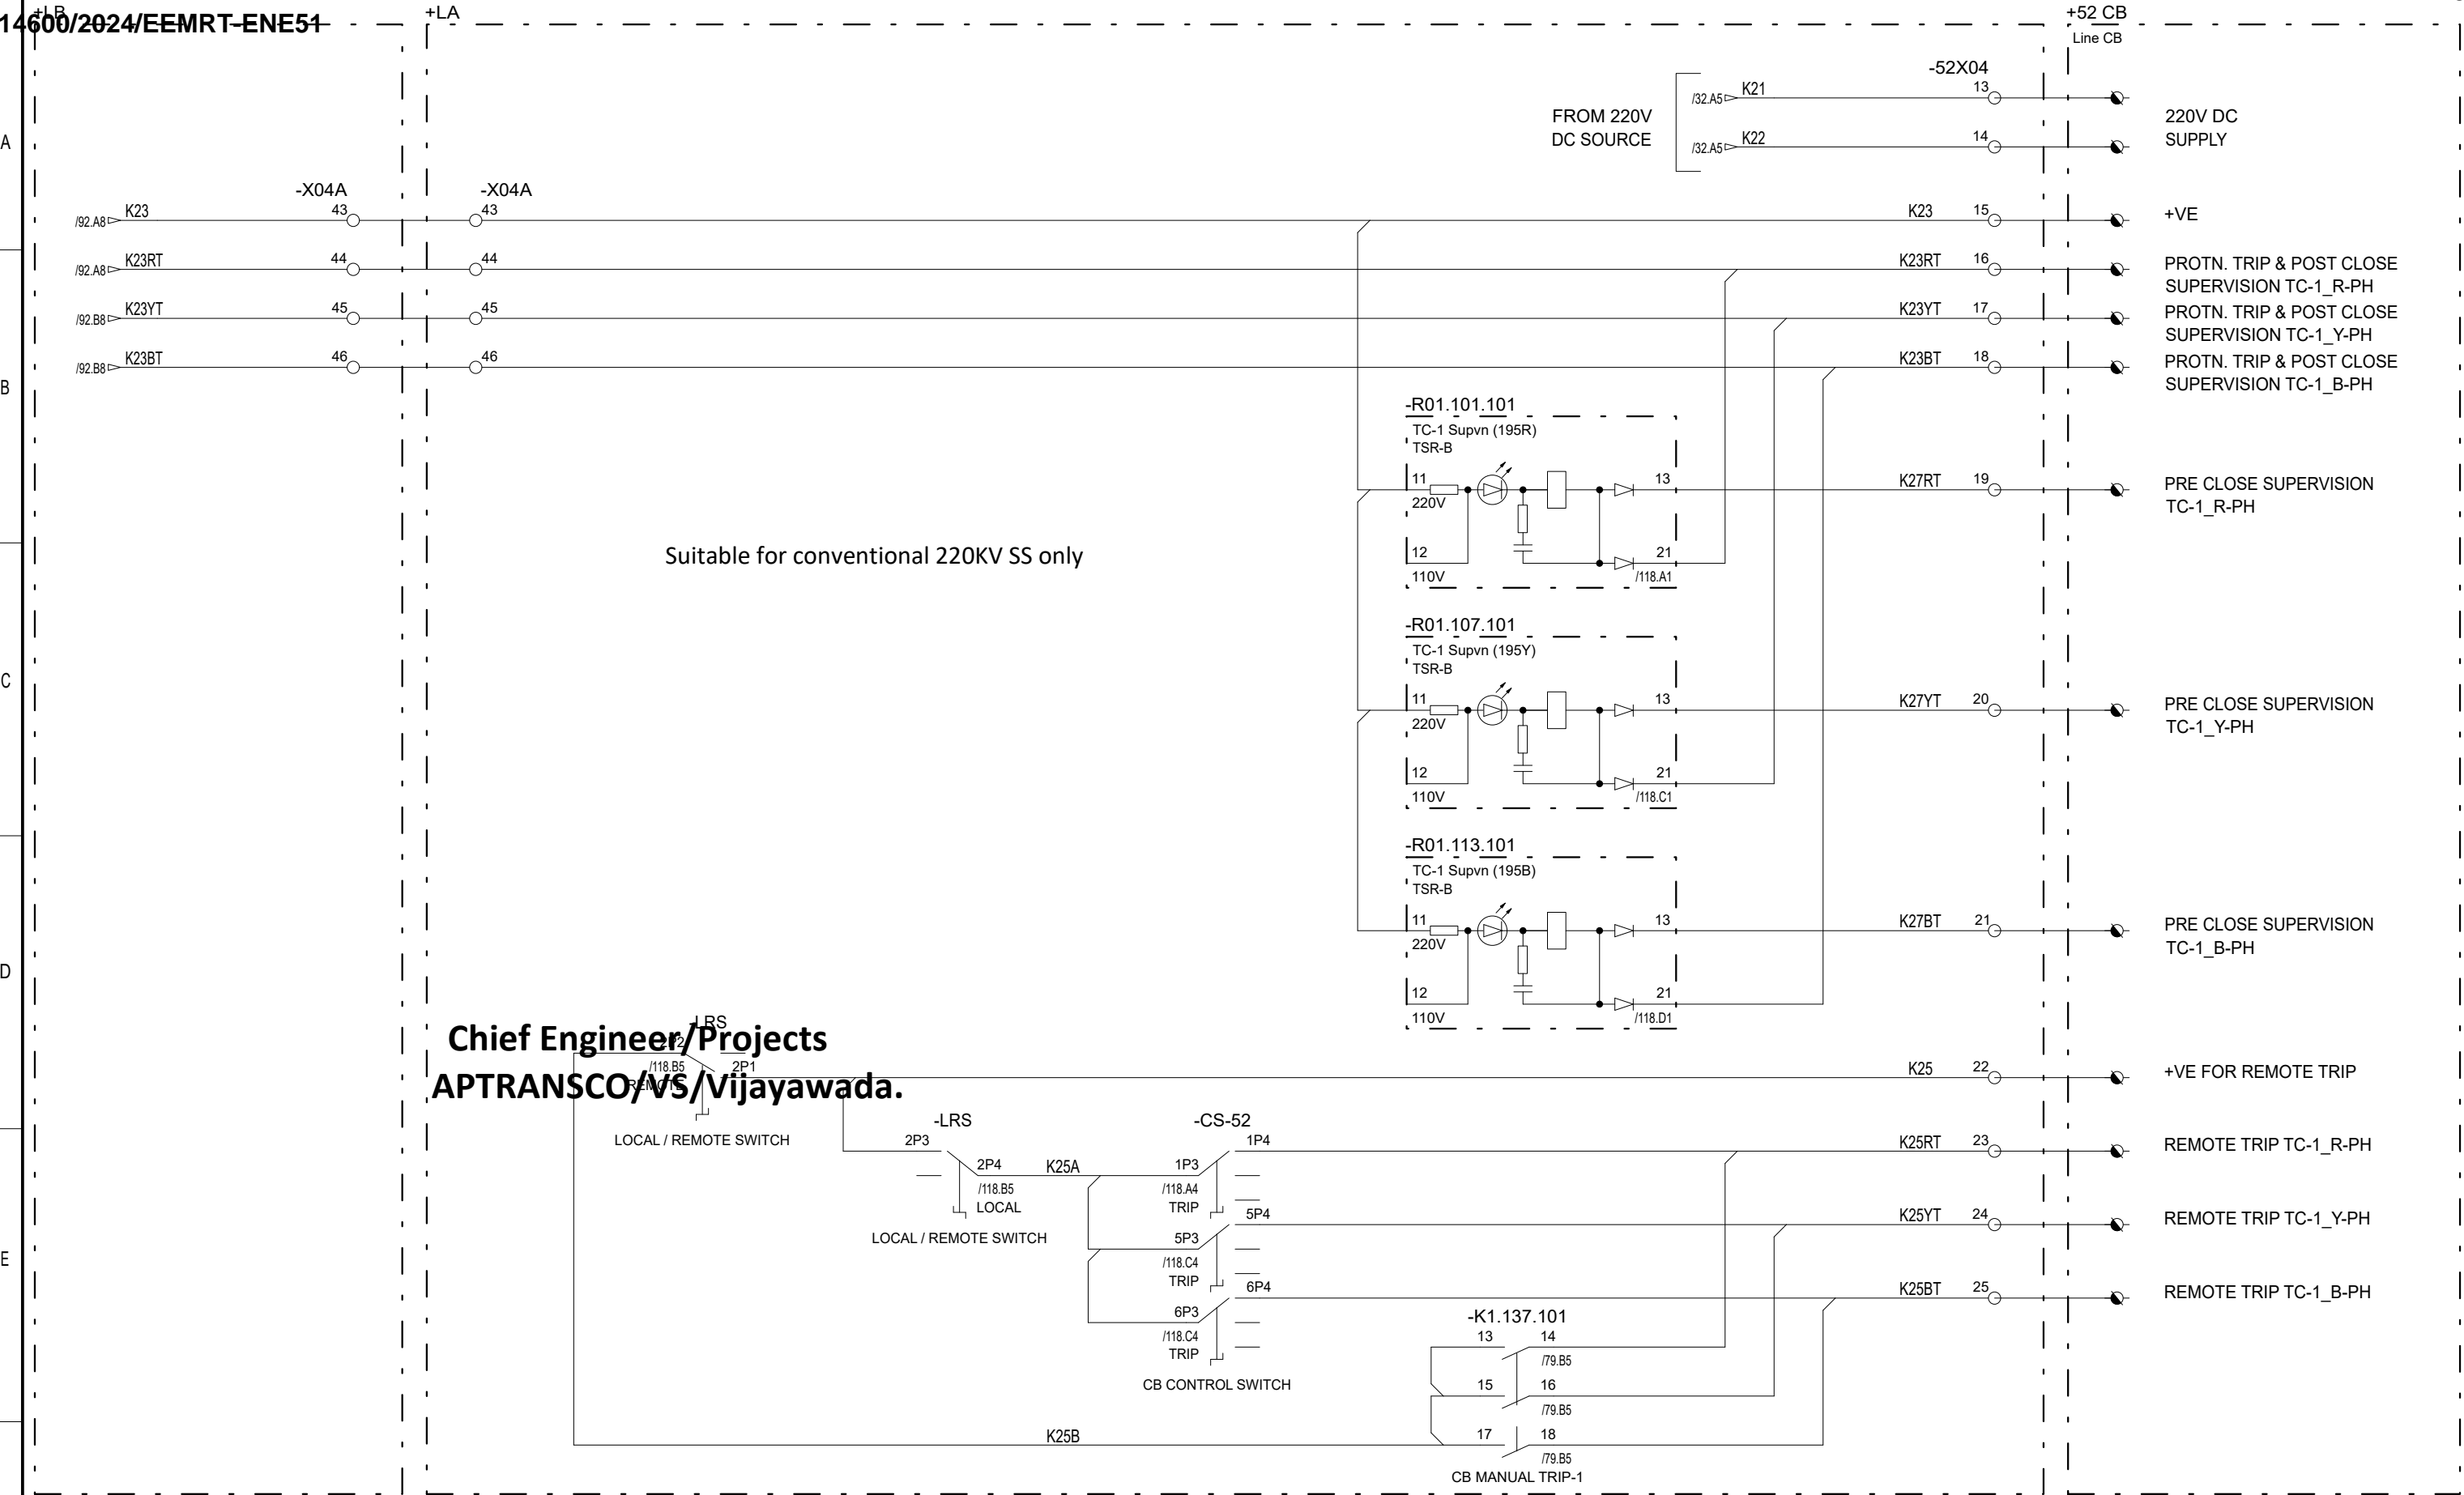 +LB
14600/2024/EEMRT-ENE51
+LA
+52 CB
Line CB
-52X04
FROM 220V
DC SOURCE
/32.A5 K21 13
/32.A5 K22 14
220V DC
SUPPLY
A
-X04A
-X04A
/92.A8 K23 43 43 K23 15 +VE
/92.A8 K23RT 44 44 K23RT 16 PROTN. TRIP & POST CLOSE
SUPERVISION TC-1_R-PH
/92.B8 K23YT 45 45 K23YT 17 PROTN. TRIP & POST CLOSE
SUPERVISION TC-1_Y-PH
/92.B8 K23BT 46 46 K23BT 18 PROTN. TRIP & POST CLOSE
SUPERVISION TC-1_B-PH
B
-R01.101.101
TC-1 Supvn (195R)
TSR-B
11 13 K27RT 19 PRE CLOSE SUPERVISION
220V
TC-1_R-PH
12 21
110V /118.A1
Suitable for conventional 220KV SS only
-R01.107.101
TC-1 Supvn (195Y)
TSR-B
C
11 13 K27YT 20 PRE CLOSE SUPERVISION
220V
TC-1_Y-PH
12 21
110V /118.C1
-R01.113.101
TC-1 Supvn (195B)
TSR-B
11 13 K27BT 21 PRE CLOSE SUPERVISION
220V
TC-1_B-PH
D
12 21
110V /118.D1
-LRS
Chief Engineer/Projects
2P2
/118.B5 2P1
REMOTE
APTRANSCO/VS/Vijayawada.
K25 22 +VE FOR REMOTE TRIP
LOCAL / REMOTE SWITCH
-LRS
-CS-52
2P3
1P4 K25RT 23 REMOTE TRIP TC-1_R-PH
2P4 K25A 1P3
/118.B5 /118.A4
LOCAL TRIP
LOCAL / REMOTE SWITCH
5P4 K25YT 24 REMOTE TRIP TC-1_Y-PH
5P3
/118.C4
TRIP
E
6P4 K25BT 25 REMOTE TRIP TC-1_B-PH
6P3
/118.C4
TRIP
CB CONTROL SWITCH
-K1.137.101
13 14
/79.B5
15 16
/79.B5
K25B 17 18
/79.B5
CB MANUAL TRIP-1